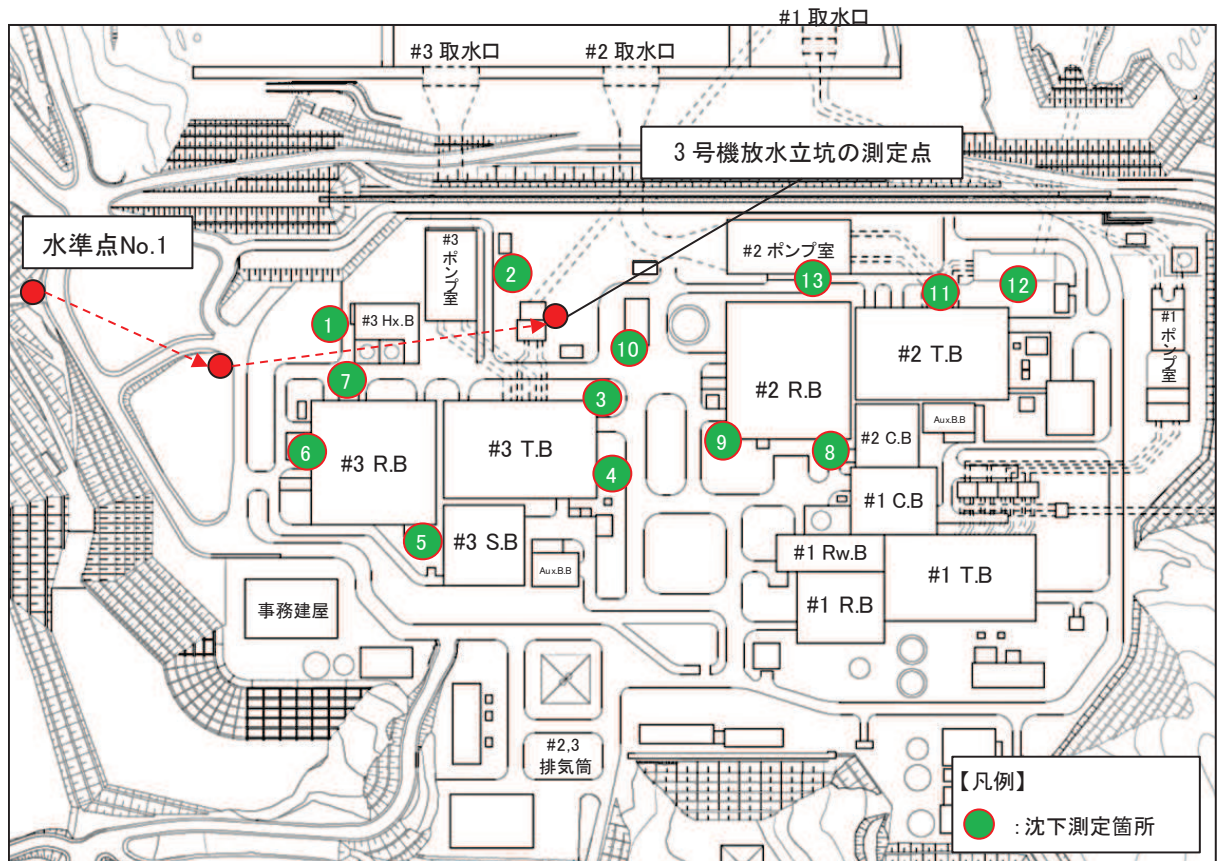 #1 取水口
#3 取水口
#2 取水口
3 号機放水立坑の測定点
水準点No.1
#3
ポンプ室
#2 ポンプ室
2
13
11
12
1
#3 Hx.B
#1
ポンプ室
10
#2 T.B
7
#2 R.B
3
Aux.B.B
#2 C.B
9
6
#3 R.B
#3 T.B
8
4
#1 C.B
5
#3 S.B
#1 Rw.B
Aux.B.B
#1 T.B
#1 R.B
事務建屋
#2,3
排気筒
【凡例】
:沈下測定箇所